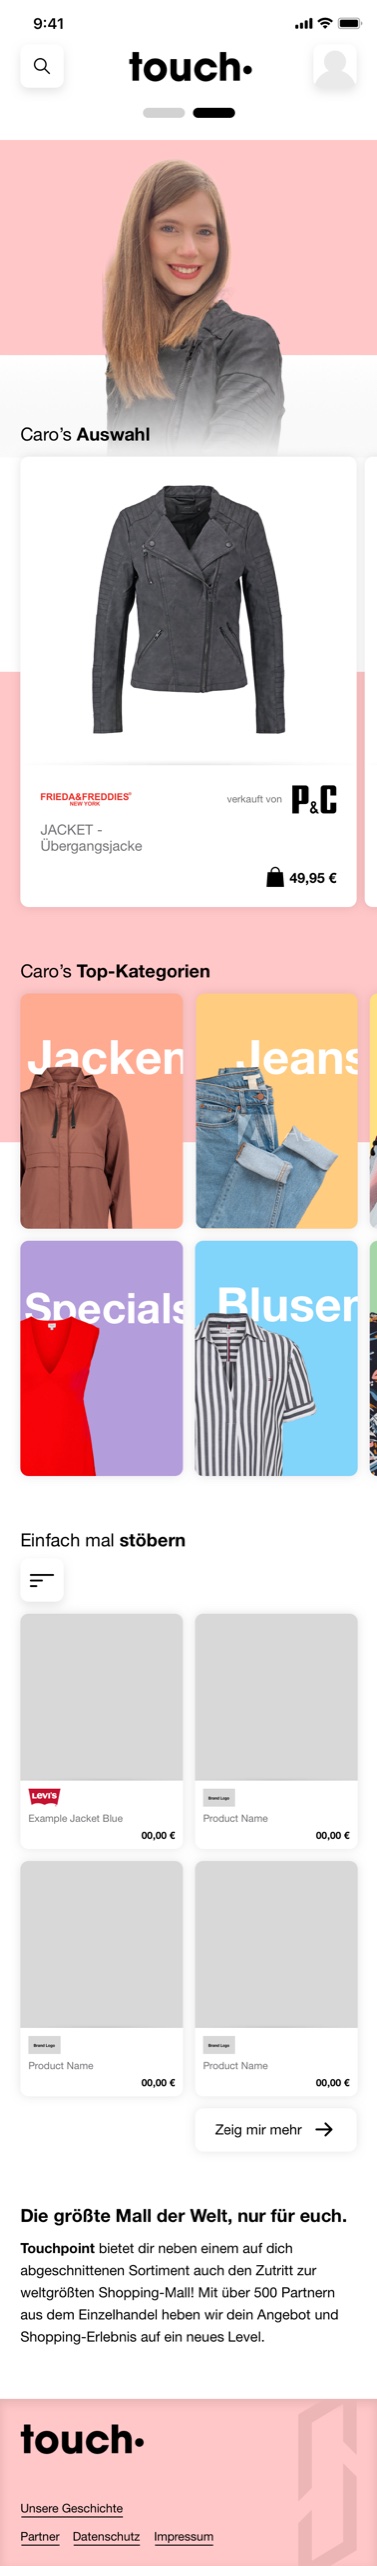 9:41
touch.
Caro's Auswahl
FRIEDA&FREDDIES
NEW YORK
verkauft von P&C
JACKET -
Übergangsjacke
49,95 €
Caro's Top-Kategorien
Jacken
Jeans
Specials
Blusen
Einfach mal stöbern
Levi's
Brand Logo
Example Jacket Blue
Product Name
00,00 €
00,00 €
Brand Logo
Brand Logo
Product Name
Product Name
00,00 €
00,00 €
Zeig mir mehr
Die größte Mall der Welt, nur für euch.
Touchpoint bietet dir neben einem auf dich
abgeschnittenen Sortiment auch den Zutritt zur
weltgrößten Shopping-Mall! Mit über 500 Partnern
aus dem Einzelhandel heben wir dein Angebot und
Shopping-Erlebnis auf ein neues Level.
touch.
Unsere Geschichte
Partner Datenschutz Impressum